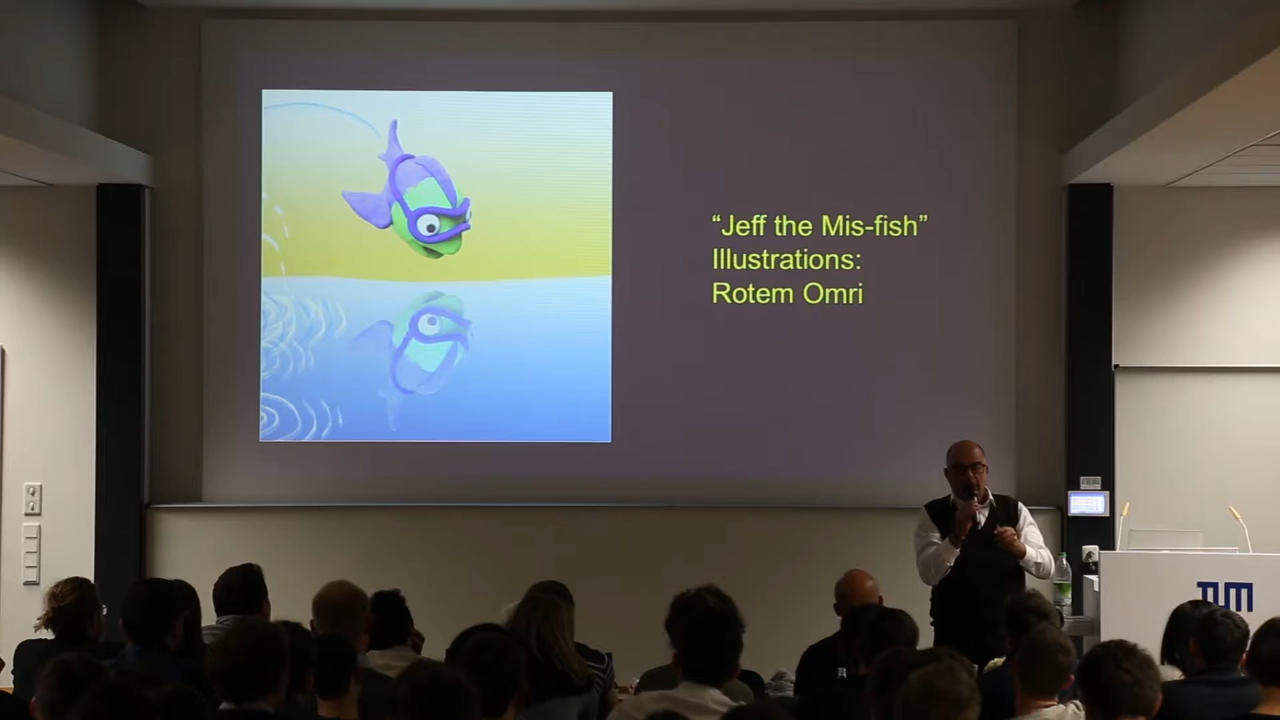 “Jeff the Mis-fish”
Illustrations:
Rotem Omri
TUM